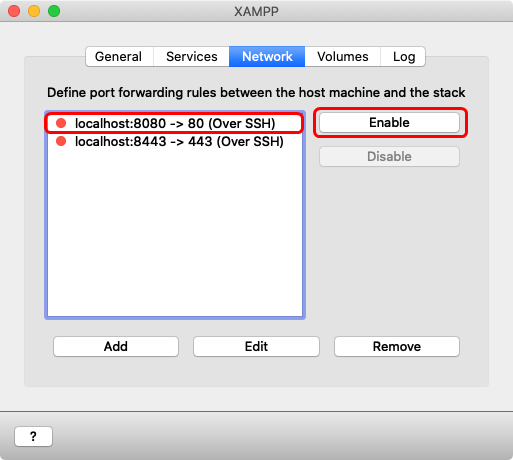 XAMPP
General Services Network Volumes Log
Define port forwarding rules between the host machine and the stack
localhost:8080 -> 80 (Over SSH)
Enable
localhost:8443 -> 443 (Over SSH)
Disable
Add Edit Remove
?